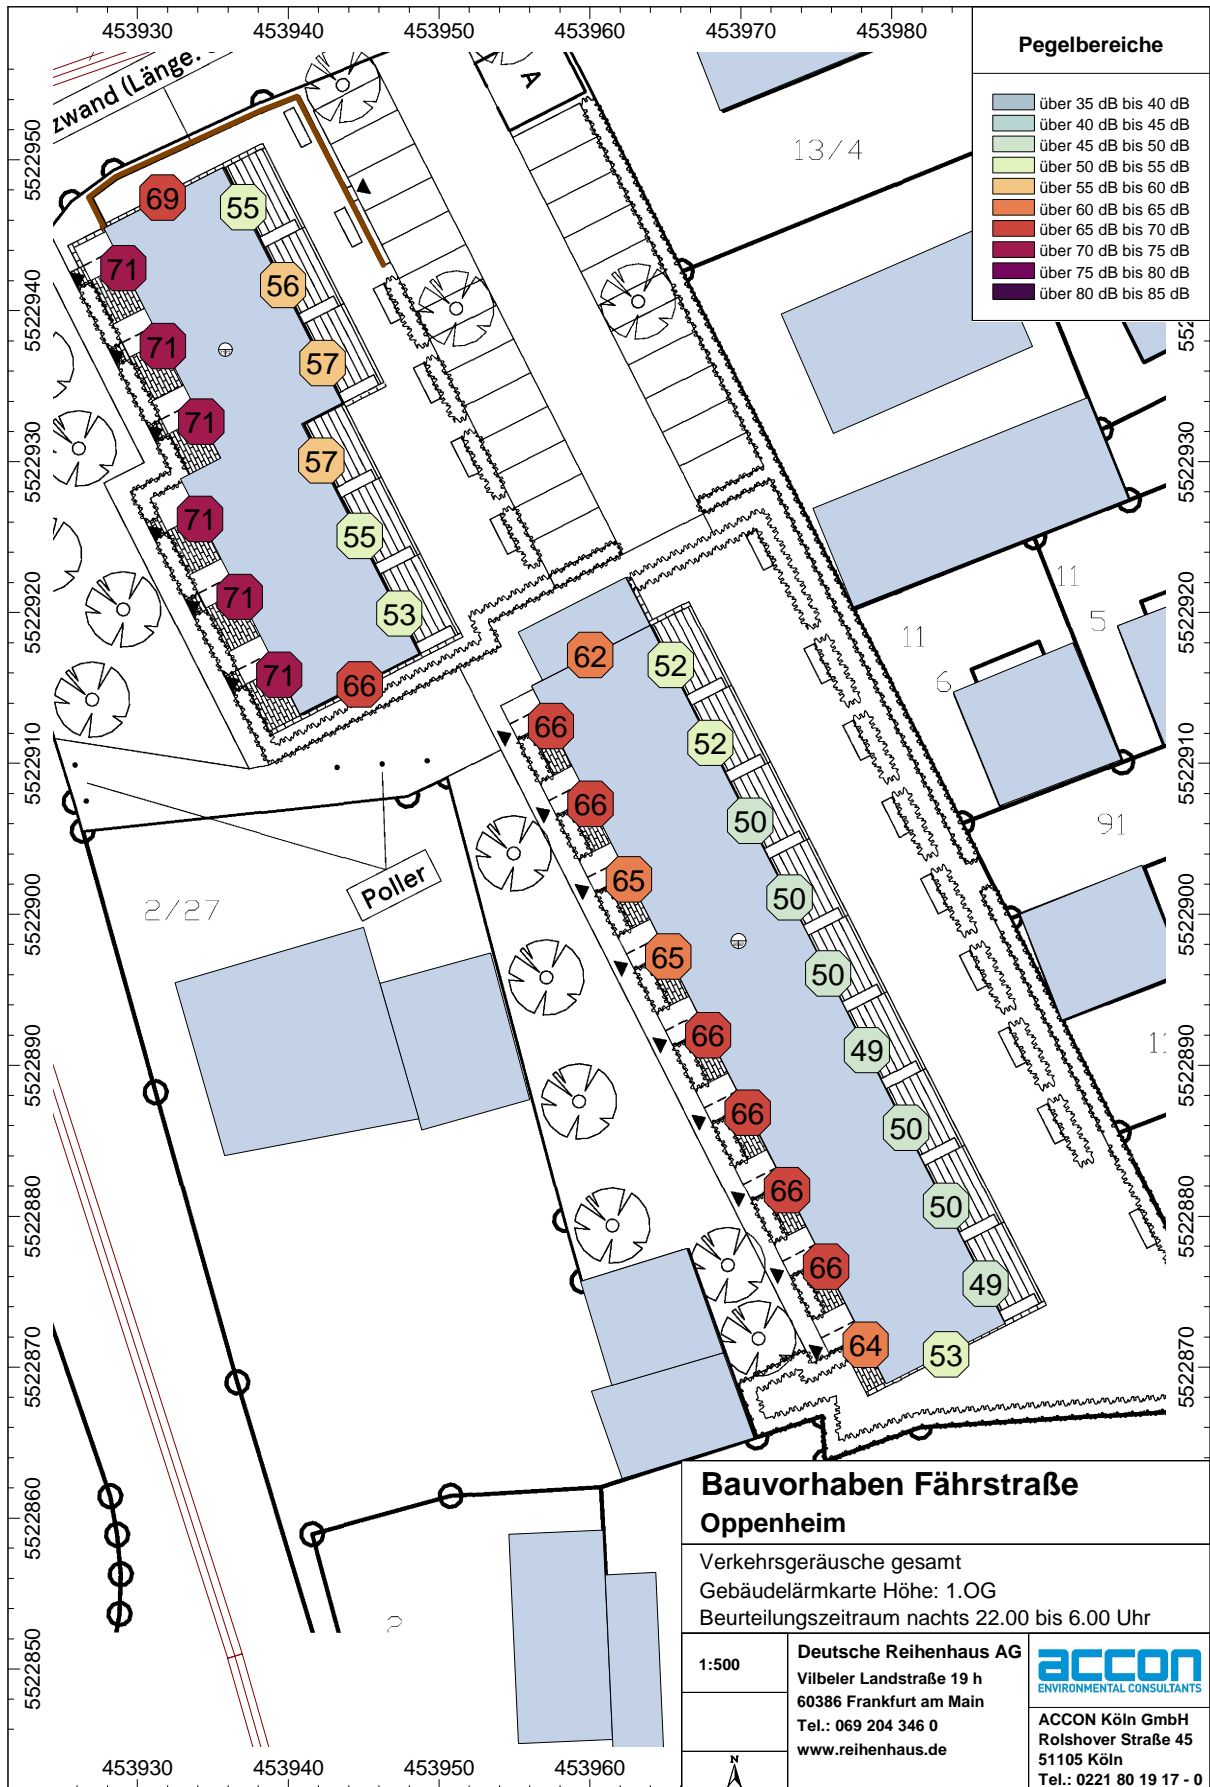 453930 453940 453950 453960 453970 453980
Pegelbereiche
über 35 dB bis 40 dB
über 40 dB bis 45 dB
über 45 dB bis 50 dB
über 50 dB bis 55 dB
über 55 dB bis 60 dB
über 60 dB bis 65 dB
über 65 dB bis 70 dB
über 70 dB bis 75 dB
über 75 dB bis 80 dB
über 80 dB bis 85 dB
zwand (Länge.
A
13/4
5522950
5522940
5522930
5522920
5522910
5522900
5522890
5522880
5522870
5522860
5522850
69
55
71
56
71
57
71
57
71
55
71
53
71
66
62
52
66
52
66
50
65
50
65
50
66
49
66
50
66
50
66
49
64
53
11
5
11
6
91
2/27
Poller
5522930
5522920
5522910
5522900
5522890
5522880
5522870
Bauvorhaben Fährstraße
Oppenheim
Verkehrsgeräusche gesamt
Gebäudelärmkarte Höhe: 1.OG
Beurteilungszeitraum nachts 22.00 bis 6.00 Uhr
1:500
Deutsche Reihenhaus AG
Vilbeler Landstraße 19 h
60386 Frankfurt am Main
Tel.: 069 204 346 0
www.reihenhaus.de
accon
ENVIRONMENTAL CONSULTANTS
ACCON Köln GmbH
Rolshover Straße 45
51105 Köln
Tel.: 0221 80 19 17 - 0
N
453930 453940 453950 453960